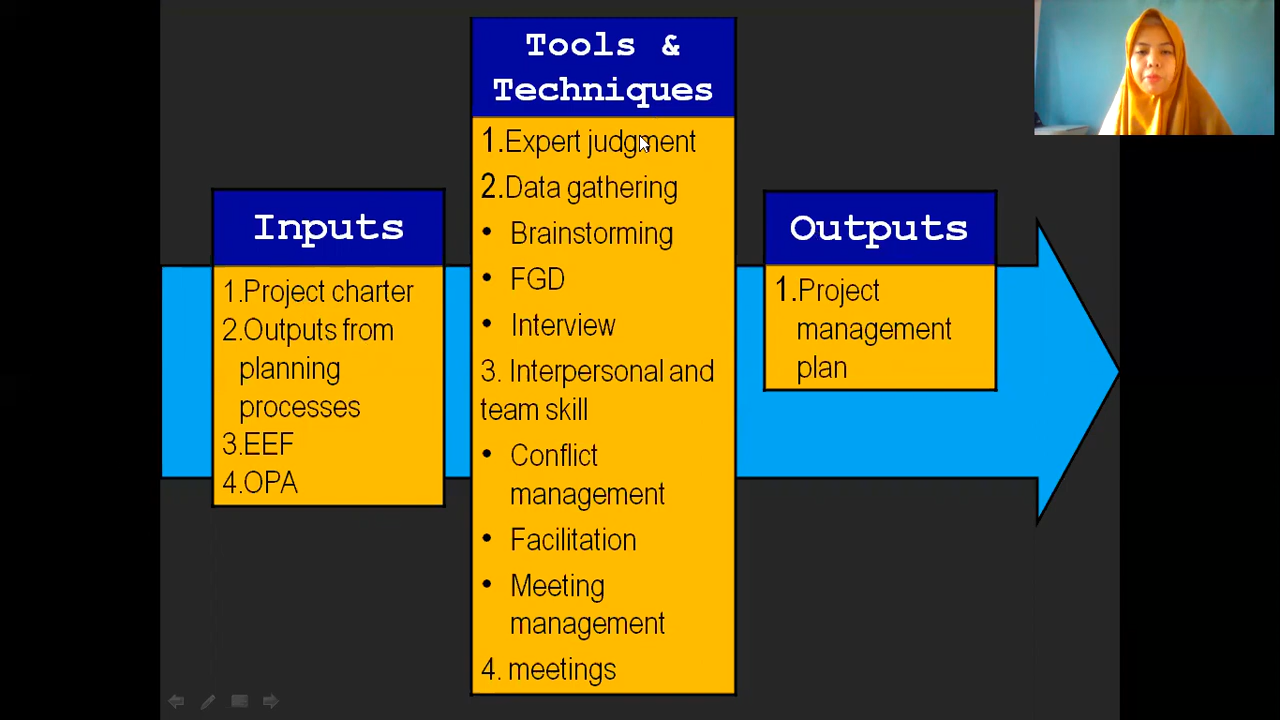 Inputs
1.Project charter
2.Outputs from
planning
processes
3.EEF
4.OPA
Tools &
Techniques
1.Expert judgment
2.Data gathering
• Brainstorming
• FGD
• Interview
3. Interpersonal and
team skill
• Conflict
management
• Facilitation
• Meeting
management
4. meetings
Outputs
1.Project
management
plan